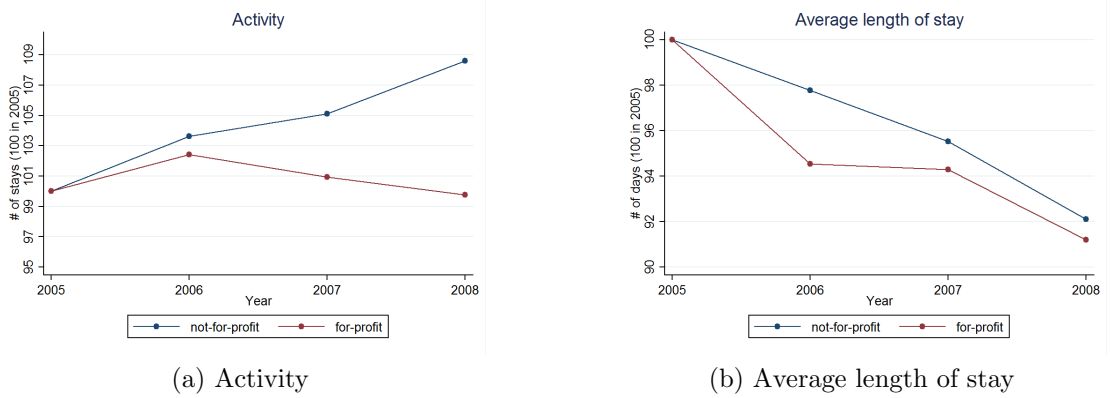 Activity
# of stays (100 in 2005)
109
107
105
103
101
99
97
95
2005 2006 2007 2008
Year
not-for-profit for-profit
(a) Activity
Average length of stay
# of days (100 in 2005)
100
98
96
94
92
90
2005 2006 2007 2008
Year
not-for-profit for-profit
(b) Average length of stay